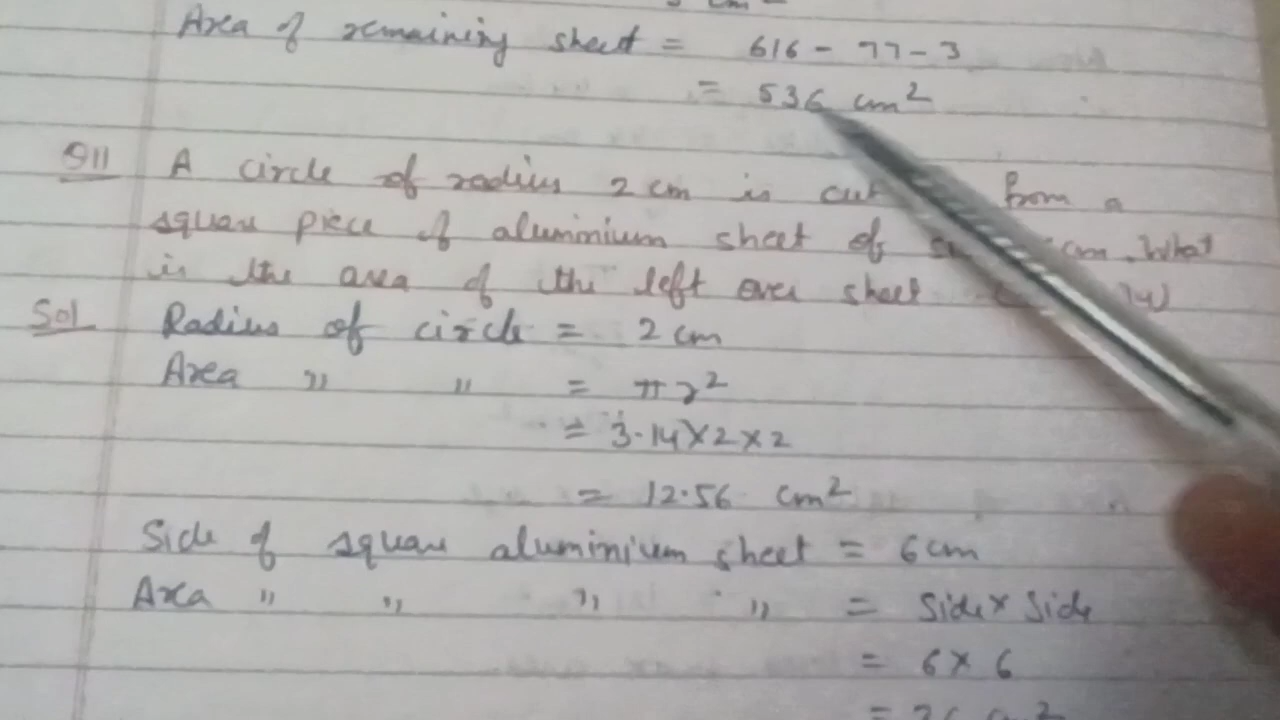 Area of remaining sheet = 616 - 77 - 3
= 536 cm²
Q11 A circle of radius 2 cm is cut from a
square piece of aluminium sheet of cm. What
is the area of the left over sheet
Sol Radius of circle = 2 cm
Area " " = πr²
= 3.14×2×2
= 12.56 cm²
Side of square aluminium sheet = 6 cm
Area " " " " = Side × Side
= 6 × 6